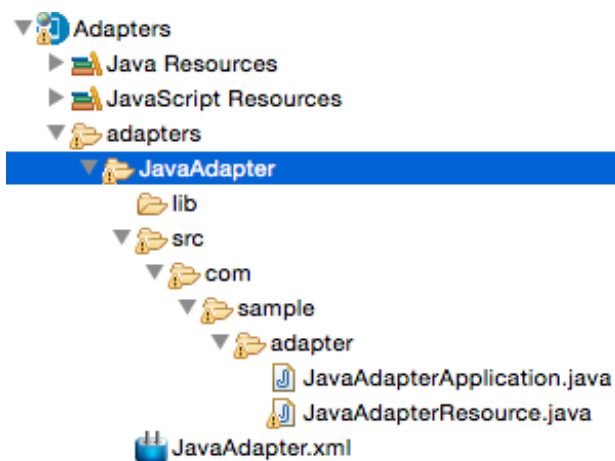 Adapters
Java Resources
JavaScript Resources
adapters
JavaAdapter
lib
src
com
sample
adapter
JavaAdapterApplication.java
JavaAdapterResource.java
JavaAdapter.xml